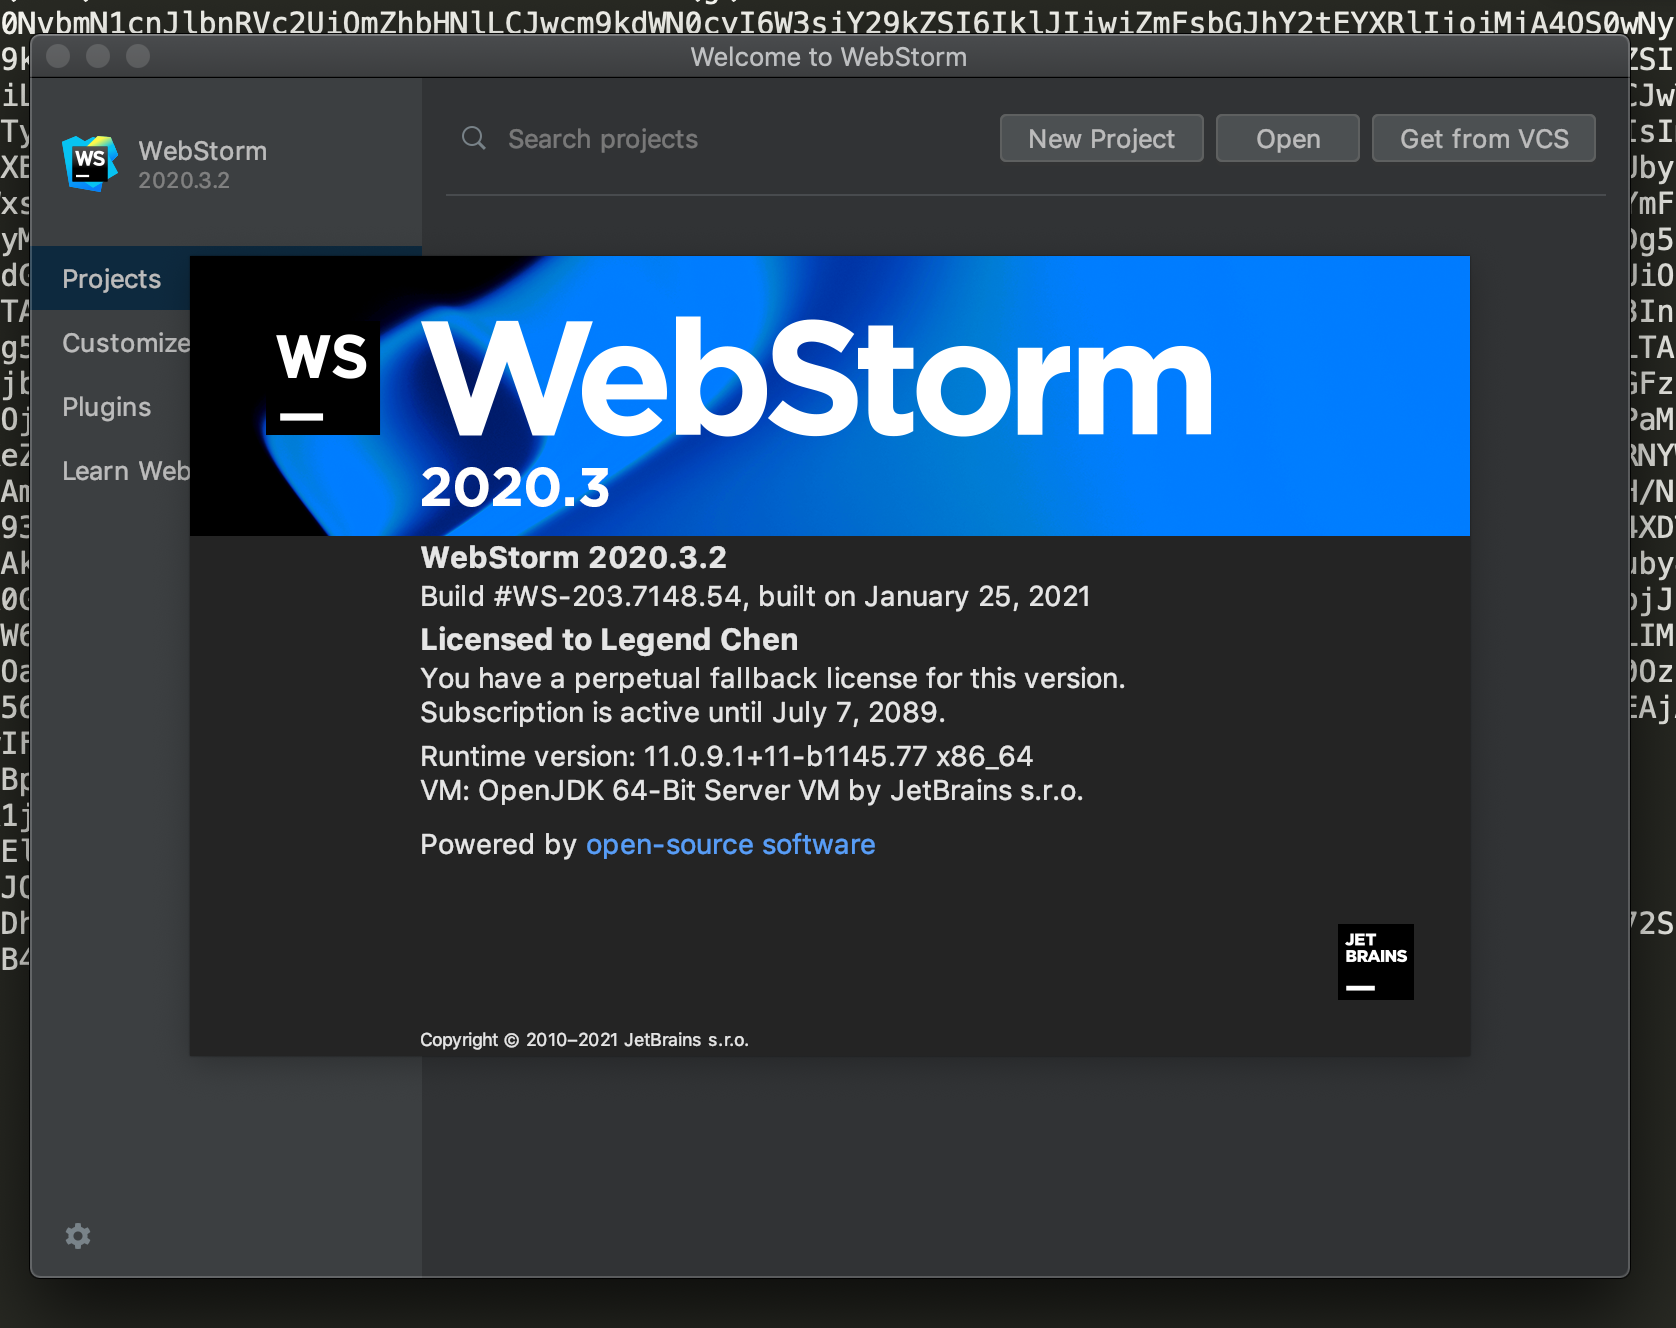 0NvbmN1cnJlbnRVc2UiOmZhbHNlLCJwcm9kdWN0cyI6W3siY29kZSI6IklJIiwiZmFsbGJhY2tEYXRlIjoiMjA4OS0wNy
Welcome to WebStorm
WS
WebStorm
2020.3.2
Search projects
New Project
Open
Get from VCS
Projects
Customize
Plugins
Learn Web
WS
WebStorm
2020.3
WebStorm 2020.3.2
Build #WS-203.7148.54, built on January 25, 2021
Licensed to Legend Chen
You have a perpetual fallback license for this version.
Subscription is active until July 7, 2089.
Runtime version: 11.0.9.1+11-b1145.77 x86_64
VM: OpenJDK 64-Bit Server VM by JetBrains s.r.o.
Powered by open-source software
JET
BRAINS
Copyright © 2010–2021 JetBrains s.r.o.